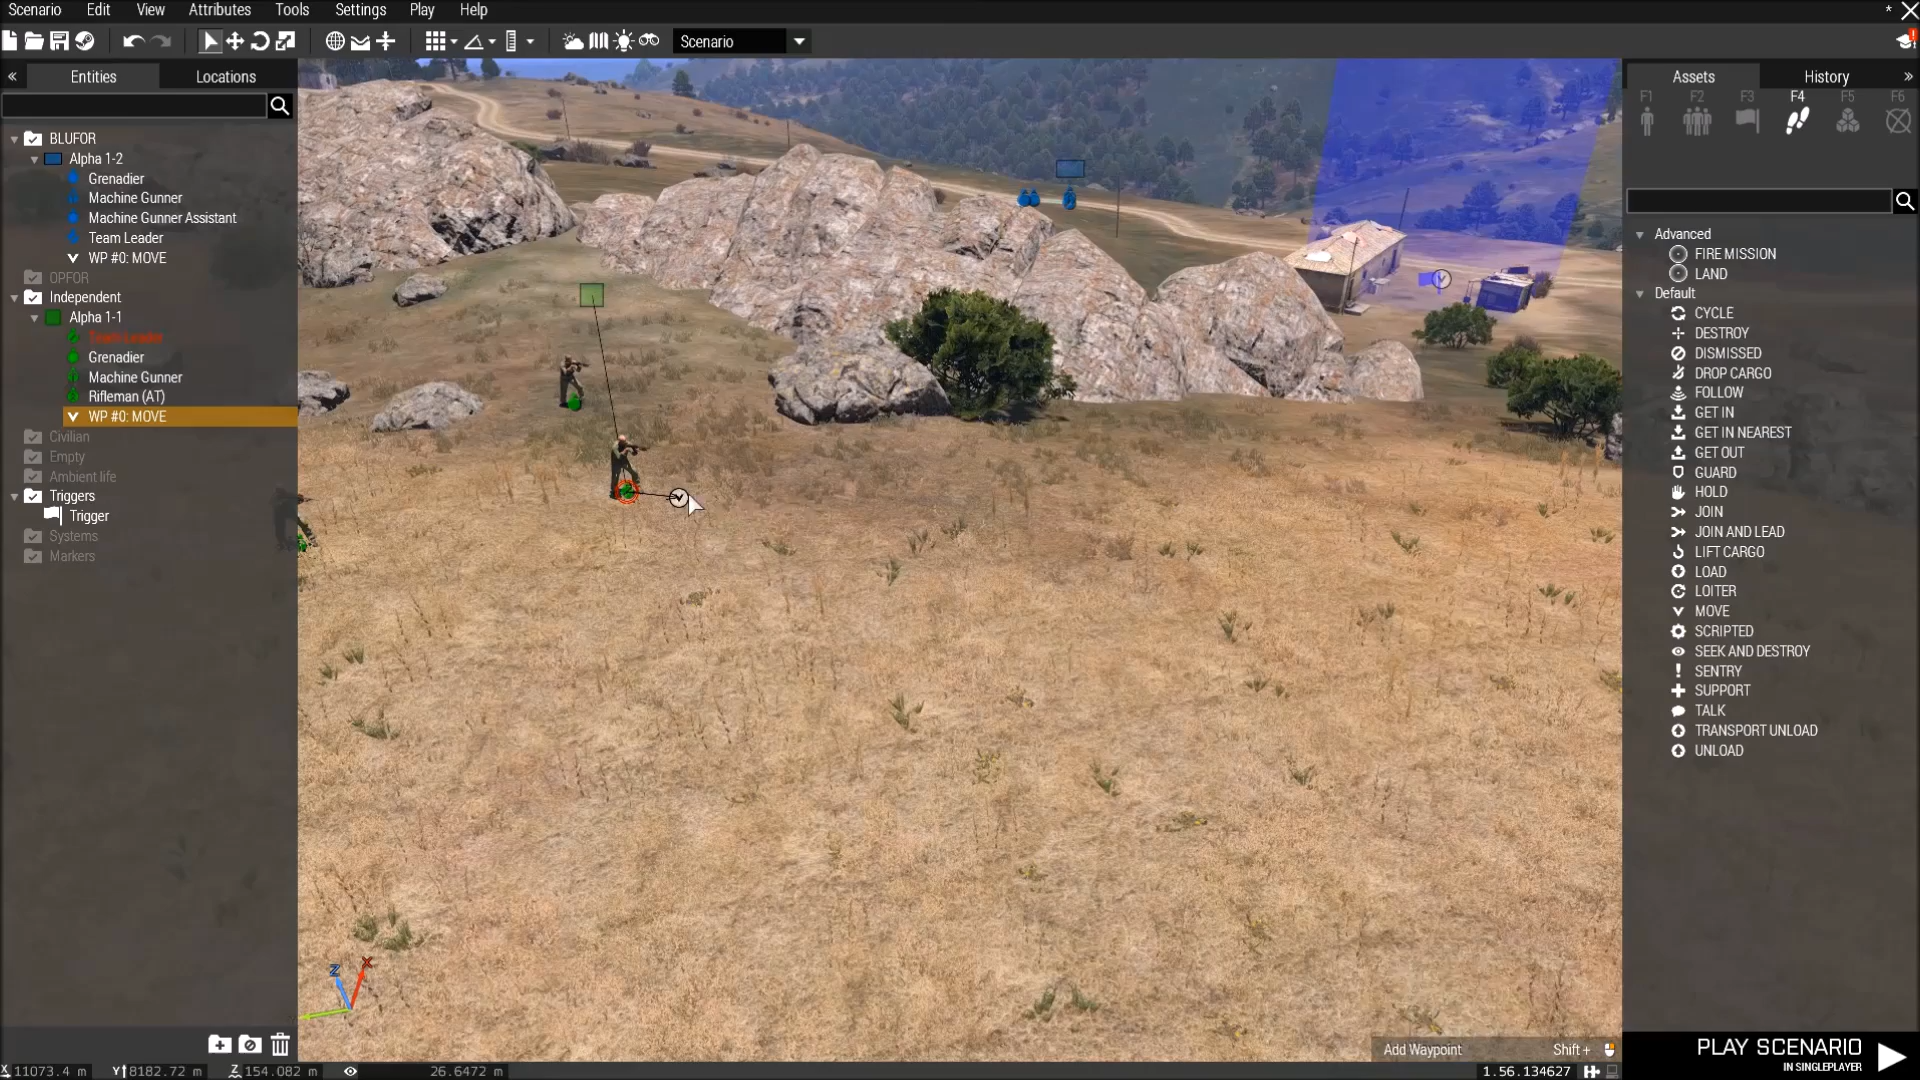 Scenario Edit View Attributes Tools Settings Play Help
Scenario
Entities Locations
BLUFOR
Alpha 1-2
Grenadier
Machine Gunner
Machine Gunner Assistant
Team Leader
WP #0: MOVE
OPFOR
Independent
Alpha 1-1
Team Leader
Grenadier
Machine Gunner
Rifleman (AT)
WP #0: MOVE
Civilian
Empty
Ambient life
Triggers
Trigger
Systems
Markers
Z X
Assets History
F1 F2 F3 F4 F5 F6
Advanced
FIRE MISSION
LAND
Default
CYCLE
DESTROY
DISMISSED
DROP CARGO
FOLLOW
GET IN
GET IN NEAREST
GET OUT
GUARD
HOLD
JOIN
JOIN AND LEAD
LIFT CARGO
LOAD
LOITER
MOVE
SCRIPTED
SEEK AND DESTROY
SENTRY
SUPPORT
TALK
TRANSPORT UNLOAD
UNLOAD
Add Waypoint Shift +
PLAY SCENARIO
IN SINGLEPLAYER
X 11073.4 m Y 8182.72 m Z 154.082 m 26.6472 m 1.56.134627